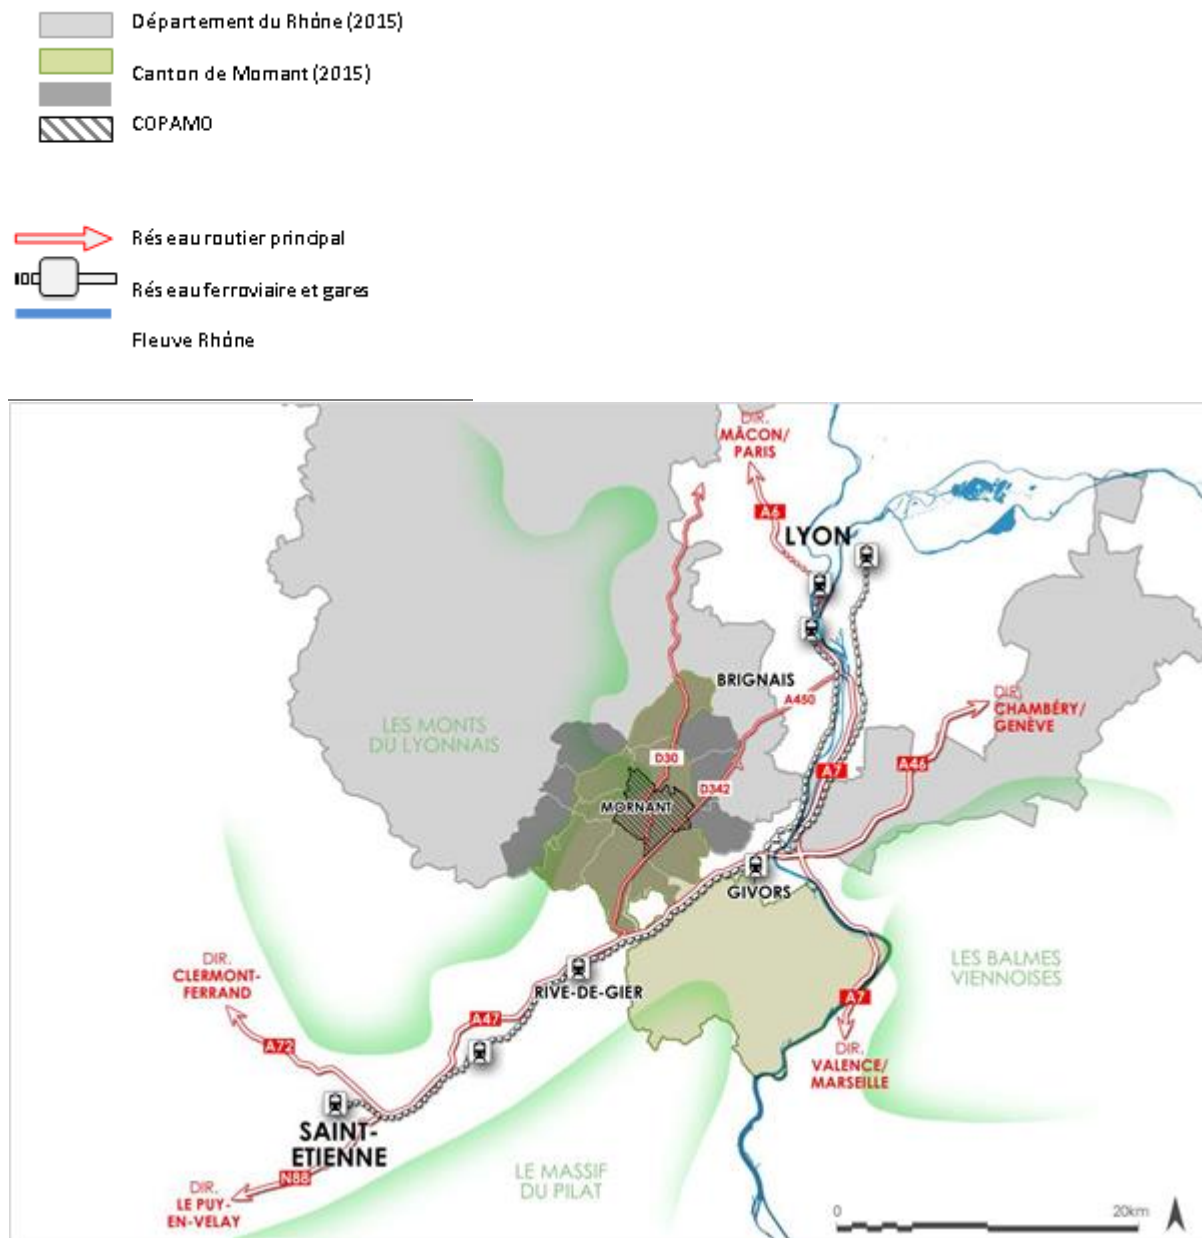 Département du Rhône (2015)
Canton de Mornant (2015)
COPAMO
Réseau routier principal
Réseau ferroviaire et gares
Fleuve Rhône
DIR.
MÂCON/
PARIS
A6
LYON
BRIGNAIS
A450
DIR.
CHAMBÉRY/
GENÈVE
LES MONTS
DU LYONNAIS
D30
A7
A46
D342
MORNANT
GIVORS
DIR.
CLERMONT-
FERRAND
LES BALMES
VIENNOISES
RIVE-DE-GIER
A7
A47
A72
DIR.
VALENCE/
MARSEILLE
SAINT-
ETIENNE
N88
LE MASSIF
DU PILAT
DIR.
LE PUY-
EN-VELAY
0
20km